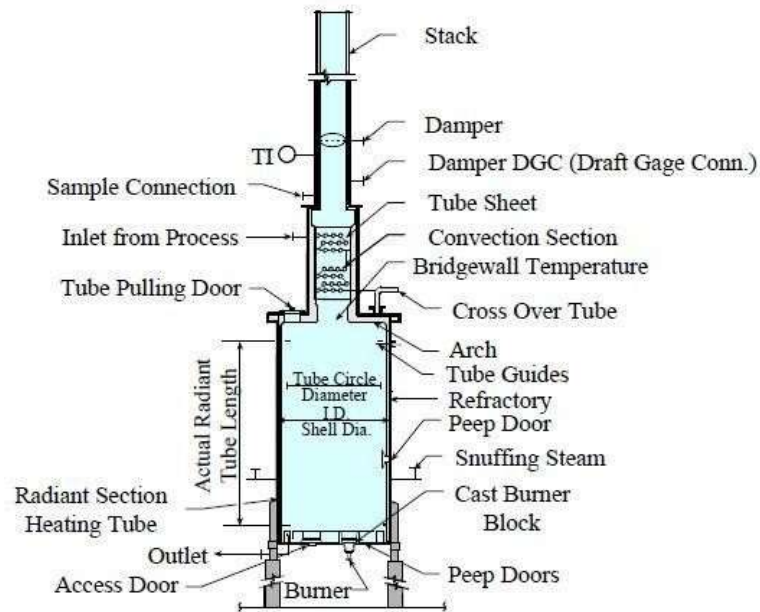 Stack
Damper
TI
Damper DGC (Draft Gage Conn.)
Sample Connection
Tube Sheet
Inlet from Process
Convection Section
Bridgewall Temperature
Tube Pulling Door
Cross Over Tube
Arch
Tube Guides
Actual Radiant
Tube Length
Tube Circle
Diameter
I.D.
Shell Dia.
Refractory
Peep Door
Snuffing Steam
Radiant Section
Heating Tube
Cast Burner
Block
Outlet
Access Door
Burner
Peep Doors